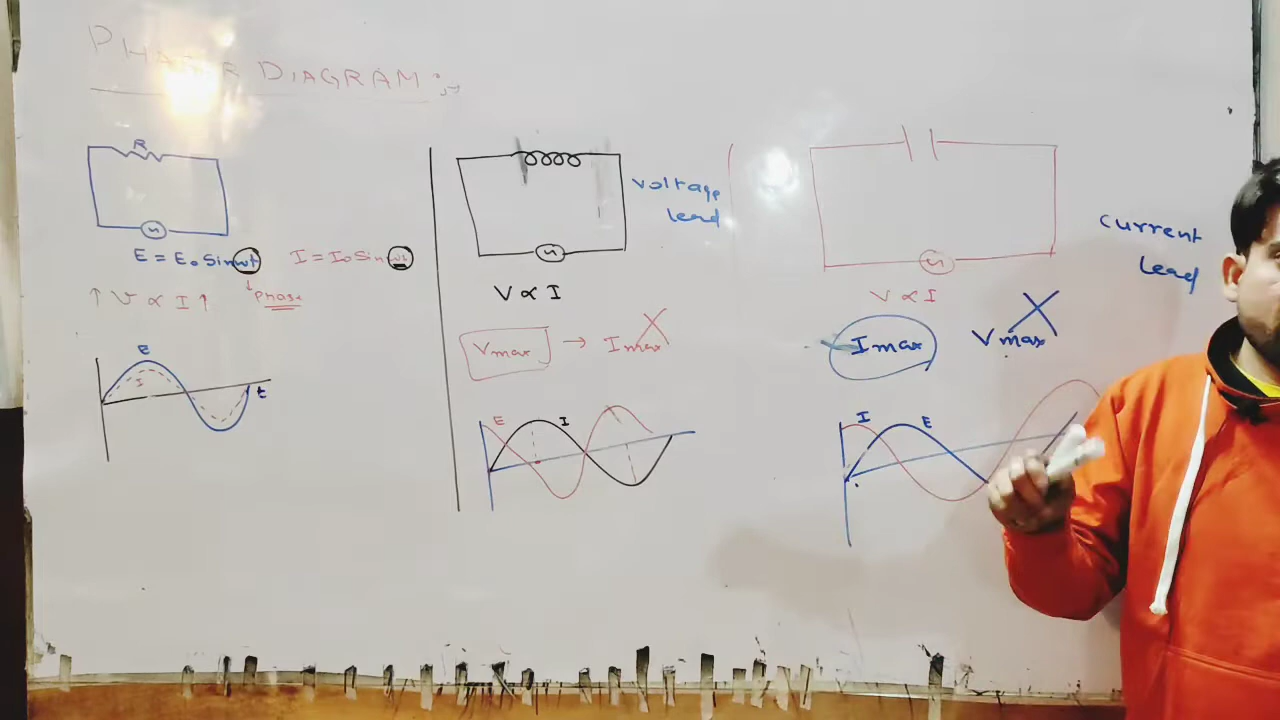 PHASOR DIAGRAM :-
R
E = E₀ Sin ωt
I = I₀ Sin ωt
↑ V ∝ I ↑
↓
Phase
E
I
t
Voltage
lead
V ∝ I
Vmax → Imax
E
I
Current
lead
V ∝ I
Imax
Vmax
I
E